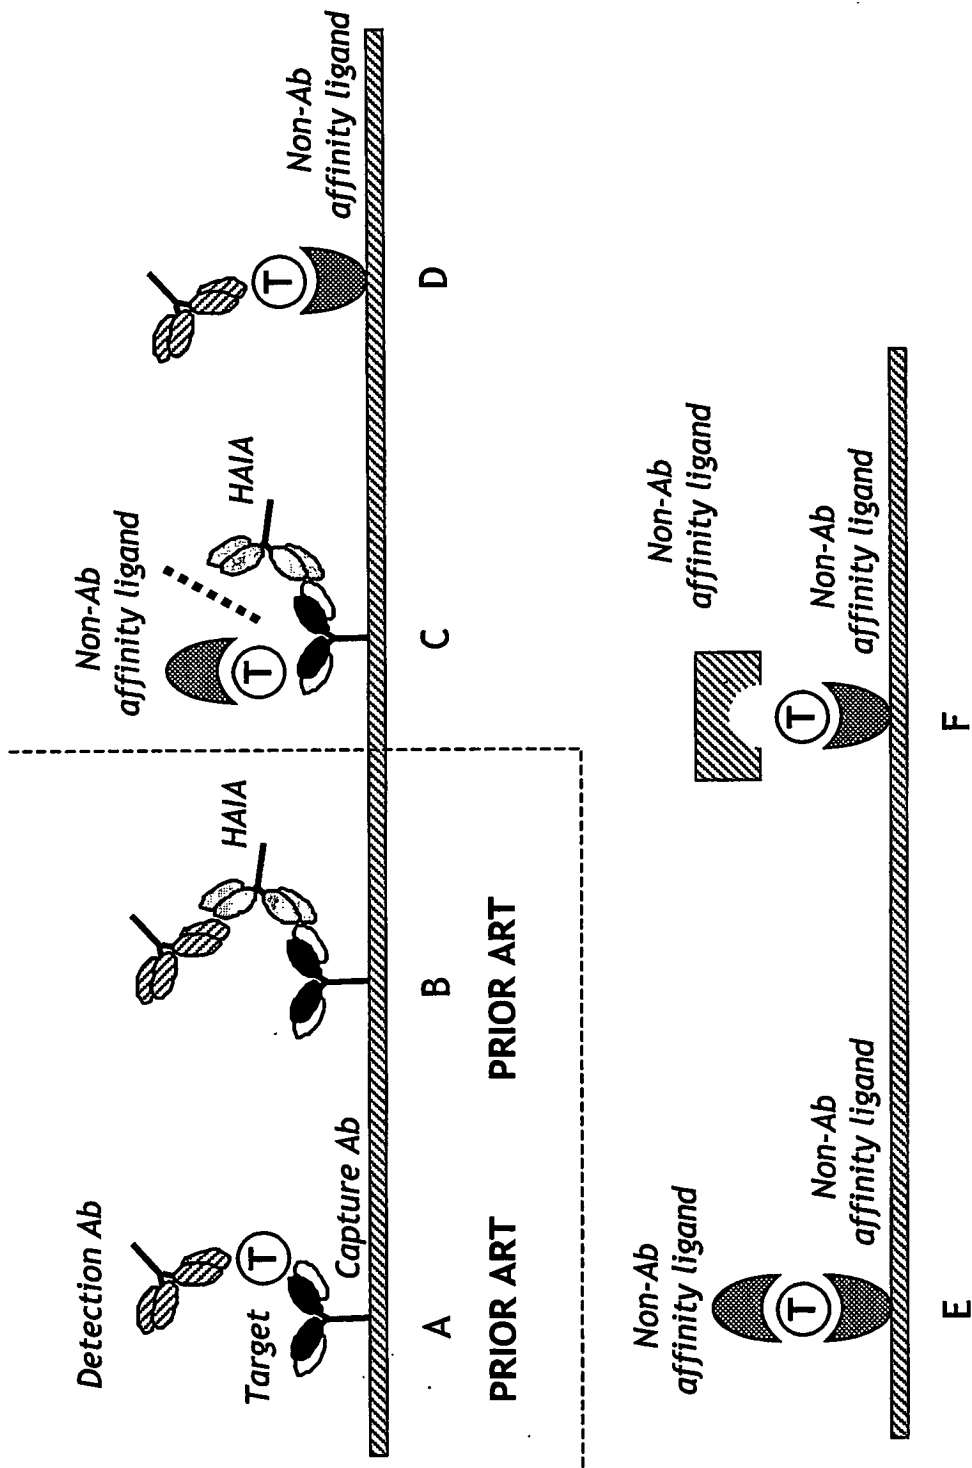 Detection Ab
Target
Capture Ab
A
PRIOR ART
HAIA
B
PRIOR ART
Non-Ab
affinity ligand
HAIA
C
Non-Ab
affinity ligand
D
T
T
T
Non-Ab
affinity ligand
T
Non-Ab
affinity ligand
E
Non-Ab
affinity ligand
T
Non-Ab
affinity ligand
F